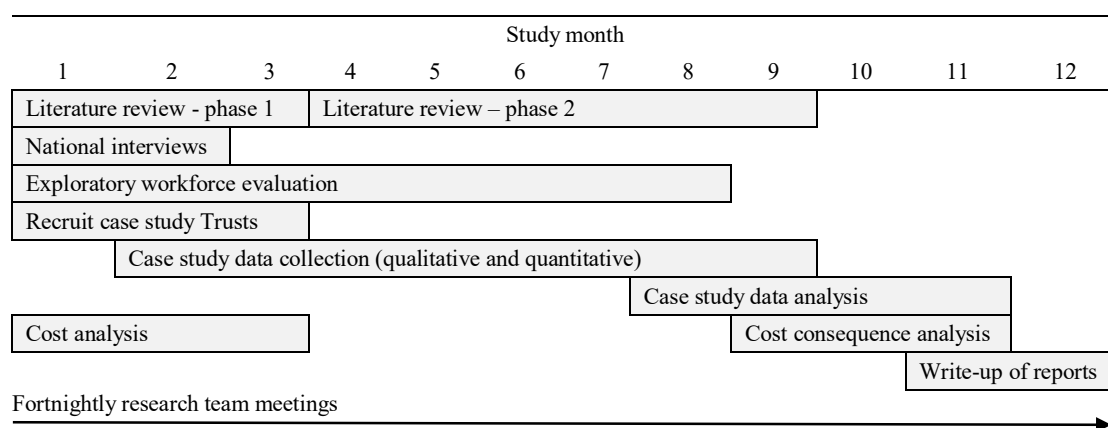 Study month
1 2 3 4 5 6 7 8 9 10 11 12
Literature review - phase 1 Literature review – phase 2
National interviews
Exploratory workforce evaluation
Recruit case study Trusts
Case study data collection (qualitative and quantitative)
Case study data analysis
Cost analysis Cost consequence analysis
Write-up of reports
Fortnightly research team meetings